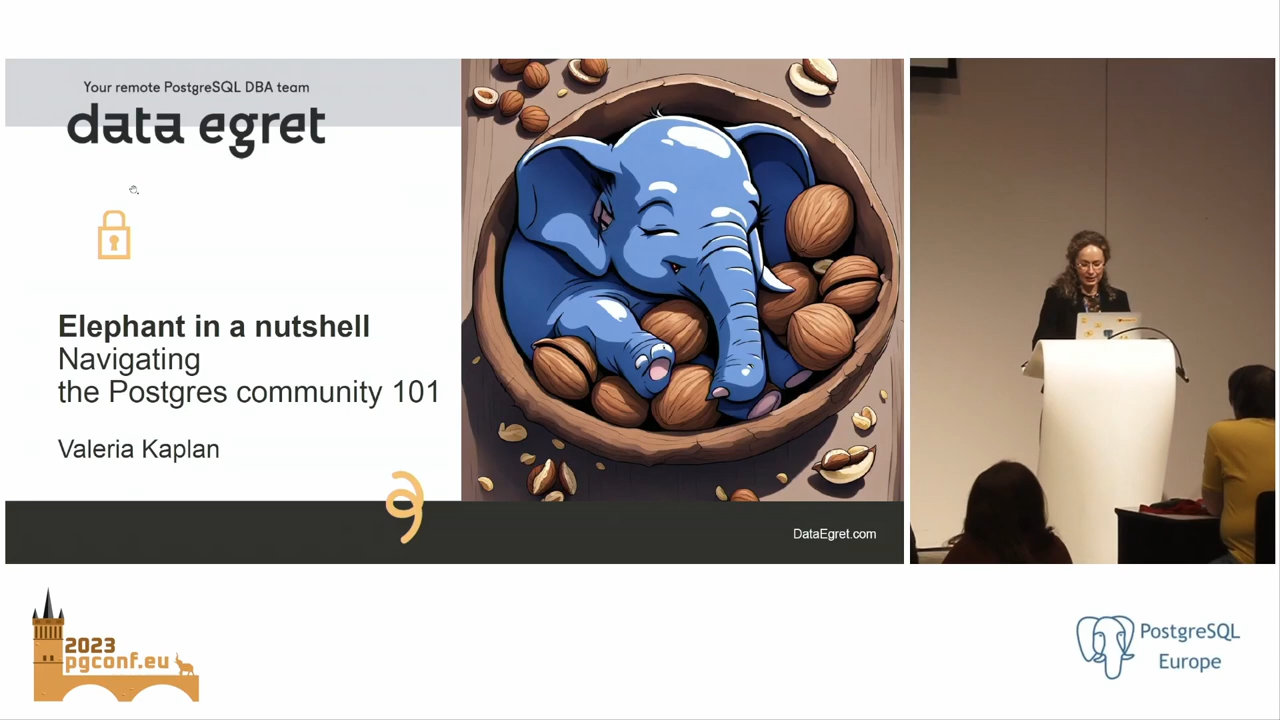 Your remote PostgreSQL DBA team
data egret
Elephant in a nutshell
Navigating
the Postgres community 101
Valeria Kaplan
DataEgret.com
2023
pgconf.eu
PostgreSQL
Europe